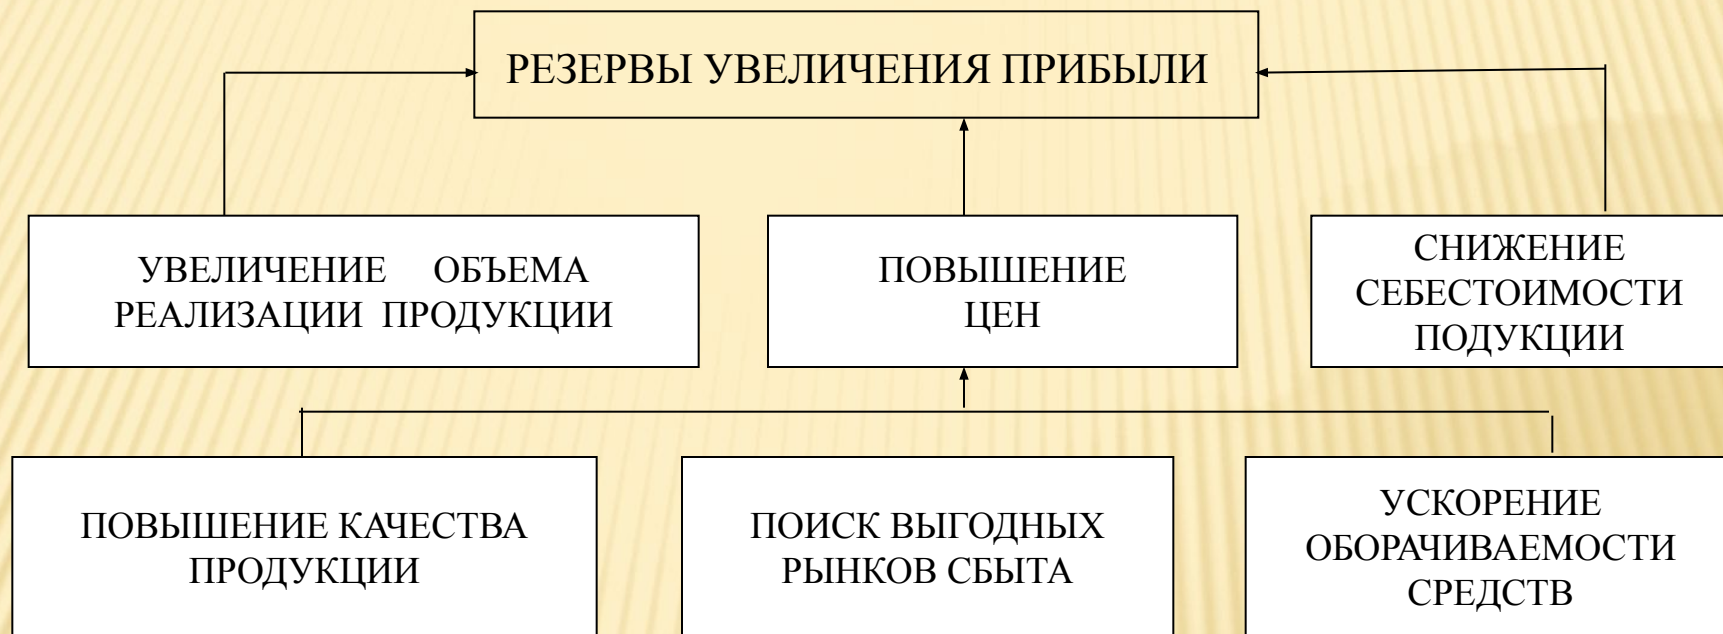 РЕЗЕРВЫ УВЕЛИЧЕНИЯ ПРИБЫЛИ
УВЕЛИЧЕНИЕ ОБЪЕМА
РЕАЛИЗАЦИИ ПРОДУКЦИИ
ПОВЫШЕНИЕ
ЦЕН
СНИЖЕНИЕ
СЕБЕСТОИМОСТИ
ПОДУКЦИИ
ПОВЫШЕНИЕ КАЧЕСТВА
ПРОДУКЦИИ
ПОИСК ВЫГОДНЫХ
РЫНКОВ СБЫТА
УСКОРЕНИЕ
ОБОРАЧИВАЕМОСТИ
СРЕДСТВ